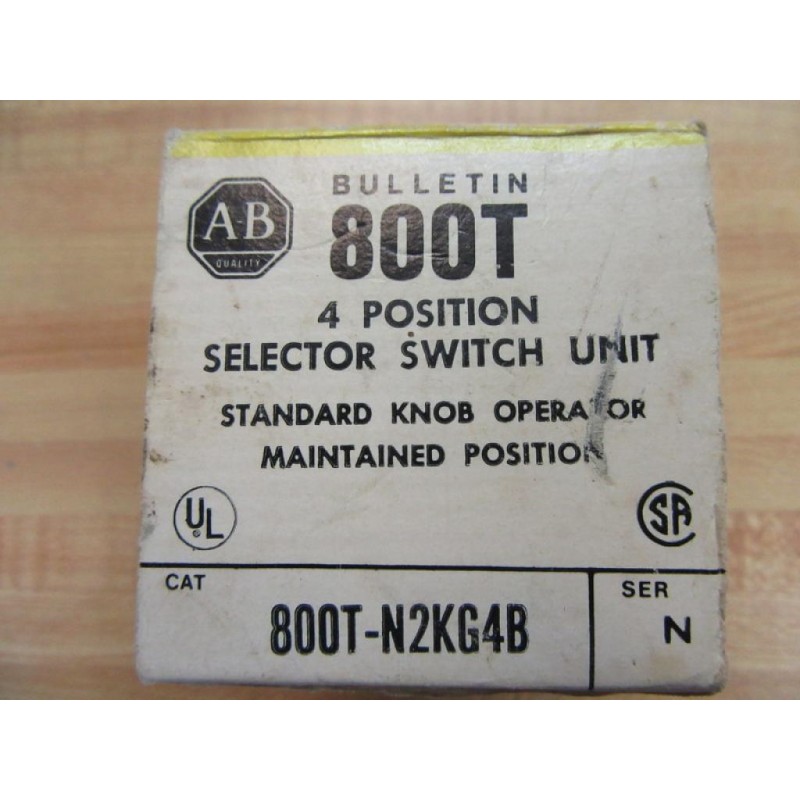 A-B
QUALITY
BULLETIN
800T
4 POSITION
SELECTOR SWITCH UNIT
STANDARD KNOB OPERATOR
MAINTAINED POSITION
UL
SA
CAT
800T-N2KG4B
SER
N